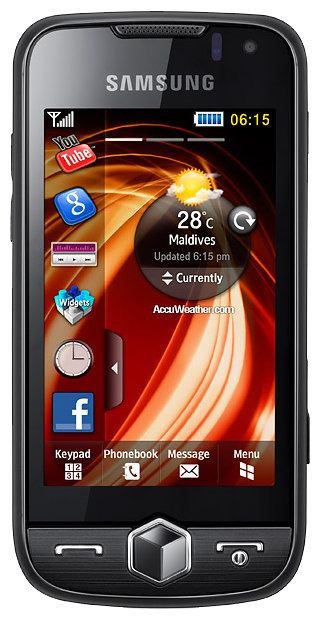 SAMSUNG
06:15
You
Tube
g
28°C
Maldives
Updated 6:15 pm
Currently
AccuWeather.com
Widgets
f
Keypad Phonebook Message Menu
1 2
3 4